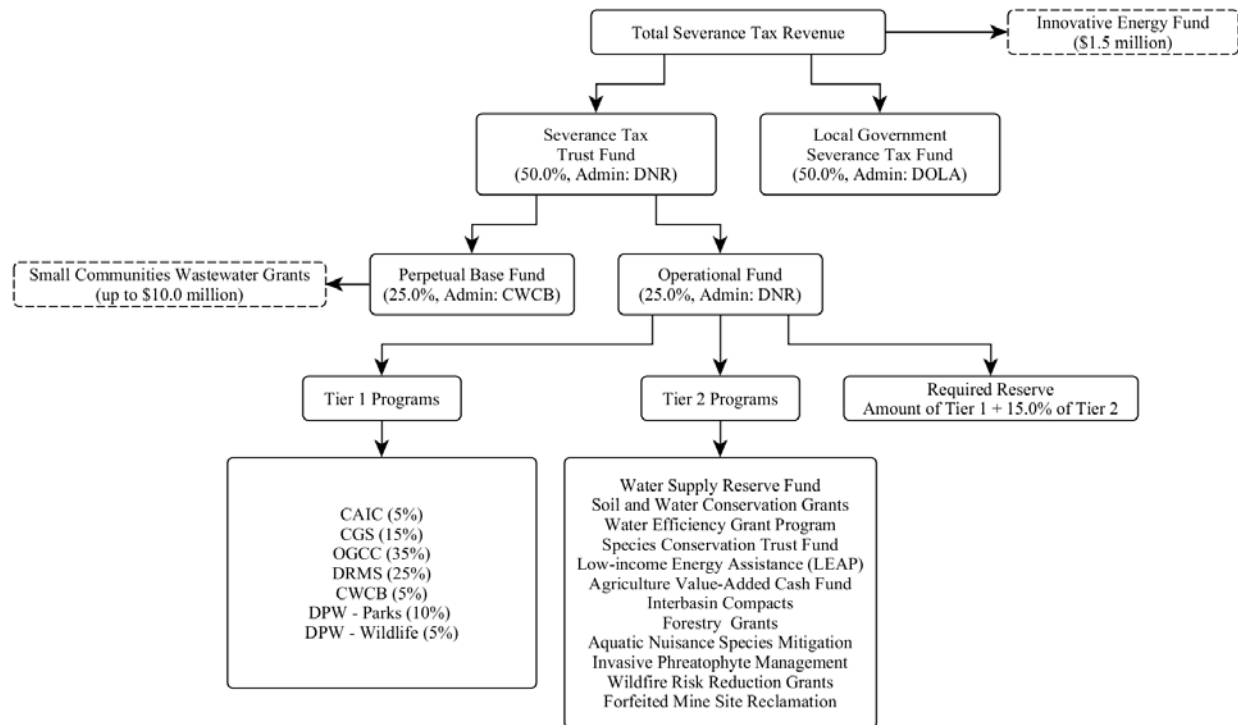 Total Severance Tax Revenue
Innovative Energy Fund
($1.5 million)
Severance Tax
Trust Fund
(50.0%, Admin: DNR)
Local Government
Severance Tax Fund
(50.0%, Admin: DOLA)
Small Communities Wastewater Grants
(up to $10.0 million)
Perpetual Base Fund
(25.0%, Admin: CWCB)
Operational Fund
(25.0%, Admin: DNR)
Tier 1 Programs
Tier 2 Programs
Required Reserve
Amount of Tier 1 + 15.0% of Tier 2
CAIC (5%)
CGS (15%)
OGCC (35%)
DRMS (25%)
CWCB (5%)
DPW - Parks (10%)
DPW - Wildlife (5%)
Water Supply Reserve Fund
Soil and Water Conservation Grants
Water Efficiency Grant Program
Species Conservation Trust Fund
Low-income Energy Assistance (LEAP)
Agriculture Value-Added Cash Fund
Interbasin Compacts
Forestry Grants
Aquatic Nuisance Species Mitigation
Invasive Phreatophyte Management
Wildfire Risk Reduction Grants
Forfeited Mine Site Reclamation